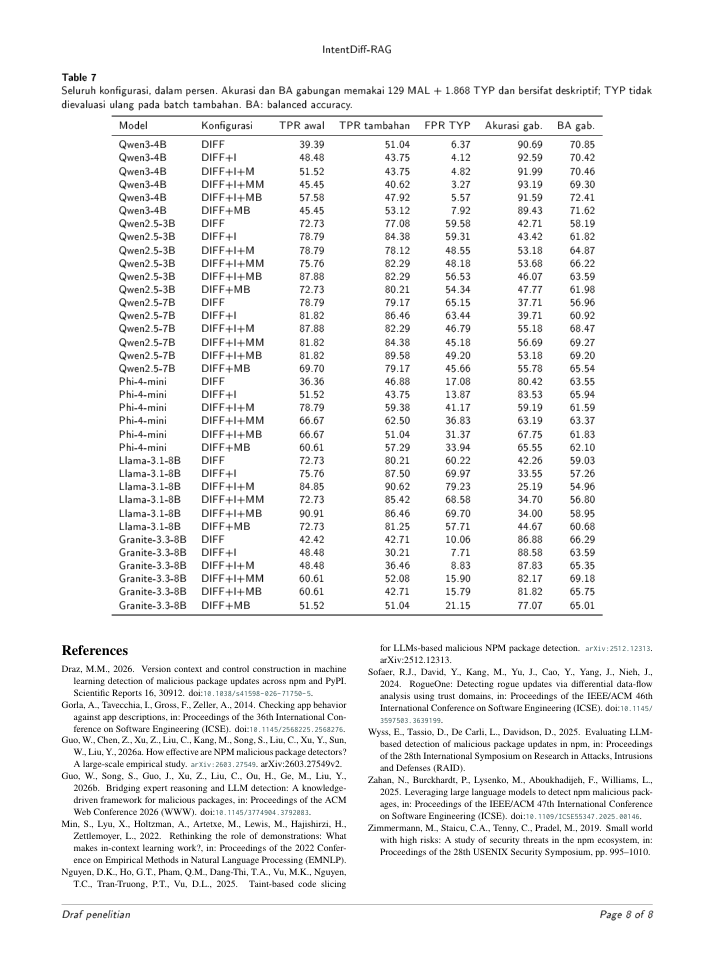 IntentDiff-RAG
Table 7
Seluruh konfigurasi, dalam persen. Akurasi dan BA gabungan memakai 129 MAL + 1.868 TYP dan bersifat deskriptif; TYP tidak
dievaluasi ulang pada batch tambahan. BA: balanced accuracy.
Model Konfigurasi TPR awal TPR tambahan FPR TYP Akurasi gab. BA gab.
Qwen3-4B DIFF 39.39 51.04 6.37 90.69 70.85
Qwen3-4B DIFF+I 48.48 43.75 4.12 92.59 70.42
Qwen3-4B DIFF+I+M 51.52 43.75 4.82 91.99 70.46
Qwen3-4B DIFF+I+MM 45.45 40.62 3.27 93.19 69.30
Qwen3-4B DIFF+I+MB 57.58 47.92 5.57 91.59 72.41
Qwen3-4B DIFF+MB 45.45 53.12 7.92 89.43 71.62
Qwen2.5-3B DIFF 72.73 77.08 59.58 42.71 58.19
Qwen2.5-3B DIFF+I 78.79 84.38 59.31 43.42 61.82
Qwen2.5-3B DIFF+I+M 78.79 78.12 48.55 53.18 64.87
Qwen2.5-3B DIFF+I+MM 75.76 82.29 48.18 53.68 66.22
Qwen2.5-3B DIFF+I+MB 87.88 82.29 56.53 46.07 63.59
Qwen2.5-3B DIFF+MB 72.73 80.21 54.34 47.77 61.98
Qwen2.5-7B DIFF 78.79 79.17 65.15 37.71 56.96
Qwen2.5-7B DIFF+I 81.82 86.46 63.44 39.71 60.92
Qwen2.5-7B DIFF+I+M 87.88 82.29 46.79 55.18 68.47
Qwen2.5-7B DIFF+I+MM 81.82 84.38 45.18 56.69 69.27
Qwen2.5-7B DIFF+I+MB 81.82 89.58 49.20 53.18 69.20
Qwen2.5-7B DIFF+MB 69.70 79.17 45.66 55.78 65.54
Phi-4-mini DIFF 36.36 46.88 17.08 80.42 63.55
Phi-4-mini DIFF+I 51.52 43.75 13.87 83.53 65.94
Phi-4-mini DIFF+I+M 78.79 59.38 41.17 59.19 61.59
Phi-4-mini DIFF+I+MM 66.67 62.50 36.83 63.19 63.37
Phi-4-mini DIFF+I+MB 66.67 51.04 31.37 67.75 61.83
Phi-4-mini DIFF+MB 60.61 57.29 33.94 65.55 62.10
Llama-3.1-8B DIFF 72.73 80.21 60.22 42.26 59.03
Llama-3.1-8B DIFF+I 75.76 87.50 69.97 33.55 57.26
Llama-3.1-8B DIFF+I+M 84.85 90.62 79.23 25.19 54.96
Llama-3.1-8B DIFF+I+MM 72.73 85.42 68.58 34.70 56.80
Llama-3.1-8B DIFF+I+MB 90.91 86.46 69.70 34.00 58.95
Llama-3.1-8B DIFF+MB 72.73 81.25 57.71 44.67 60.68
Granite-3.3-8B DIFF 42.42 42.71 10.06 86.88 66.29
Granite-3.3-8B DIFF+I 48.48 30.21 7.71 88.58 63.59
Granite-3.3-8B DIFF+I+M 48.48 36.46 8.83 87.83 65.35
Granite-3.3-8B DIFF+I+MM 60.61 52.08 15.90 82.17 69.18
Granite-3.3-8B DIFF+I+MB 60.61 42.71 15.79 81.82 65.75
Granite-3.3-8B DIFF+MB 51.52 51.04 21.15 77.07 65.01
References
Draz, M.M., 2026. Version context and control construction in machine
learning detection of malicious package updates across npm and PyPI.
Scientific Reports 16, 30912. doi:10.1038/s41598-026-71750-5.
Gorla, A., Tavecchia, I., Gross, F., Zeller, A., 2014. Checking app behavior
against app descriptions, in: Proceedings of the 36th International Con-
ference on Software Engineering (ICSE). doi:10.1145/2568225.2568276.
Guo, W., Chen, Z., Xu, Z., Liu, C., Kang, M., Song, S., Liu, C., Xu, Y., Sun,
W., Liu, Y., 2026a. How effective are NPM malicious package detectors?
A large-scale empirical study. arXiv:2603.27549. arXiv:2603.27549v2.
Guo, W., Song, S., Guo, J., Xu, Z., Liu, C., Ou, H., Ge, M., Liu, Y.,
2026b. Bridging expert reasoning and LLM detection: A knowledge-
driven framework for malicious packages, in: Proceedings of the ACM
Web Conference 2026 (WWW). doi:10.1145/3774904.3792083.
Min, S., Lyu, X., Holtzman, A., Artetxe, M., Lewis, M., Hajishirzi, H.,
Zettlemoyer, L., 2022. Rethinking the role of demonstrations: What
makes in-context learning work?, in: Proceedings of the 2022 Confer-
ence on Empirical Methods in Natural Language Processing (EMNLP).
Nguyen, D.K., Ho, G.T., Pham, Q.M., Dang-Thi, T.A., Vu, M.K., Nguyen,
T.C., Tran-Truong, P.T., Vu, D.L., 2025. Taint-based code slicing
for LLMs-based malicious NPM package detection. arXiv:2512.12313.
arXiv:2512.12313.
Sofaer, R.J., David, Y., Kang, M., Yu, J., Cao, Y., Yang, J., Nieh, J.,
2024. RogueOne: Detecting rogue updates via differential data-flow
analysis using trust domains, in: Proceedings of the IEEE/ACM 46th
International Conference on Software Engineering (ICSE). doi:10.1145/
3597503.3639199.
Wyss, E., Tassio, D., De Carli, L., Davidson, D., 2025. Evaluating LLM-
based detection of malicious package updates in npm, in: Proceedings
of the 28th International Symposium on Research in Attacks, Intrusions
and Defenses (RAID).
Zahan, N., Burckhardt, P., Lysenko, M., Aboukhadijeh, F., Williams, L.,
2025. Leveraging large language models to detect npm malicious pack-
ages, in: Proceedings of the IEEE/ACM 47th International Conference
on Software Engineering (ICSE). doi:10.1109/ICSE55347.2025.00146.
Zimmermann, M., Staicu, C.A., Tenny, C., Pradel, M., 2019. Small world
with high risks: A study of security threats in the npm ecosystem, in:
Proceedings of the 28th USENIX Security Symposium, pp. 995–1010.
Draf penelitian
Page 8 of 8